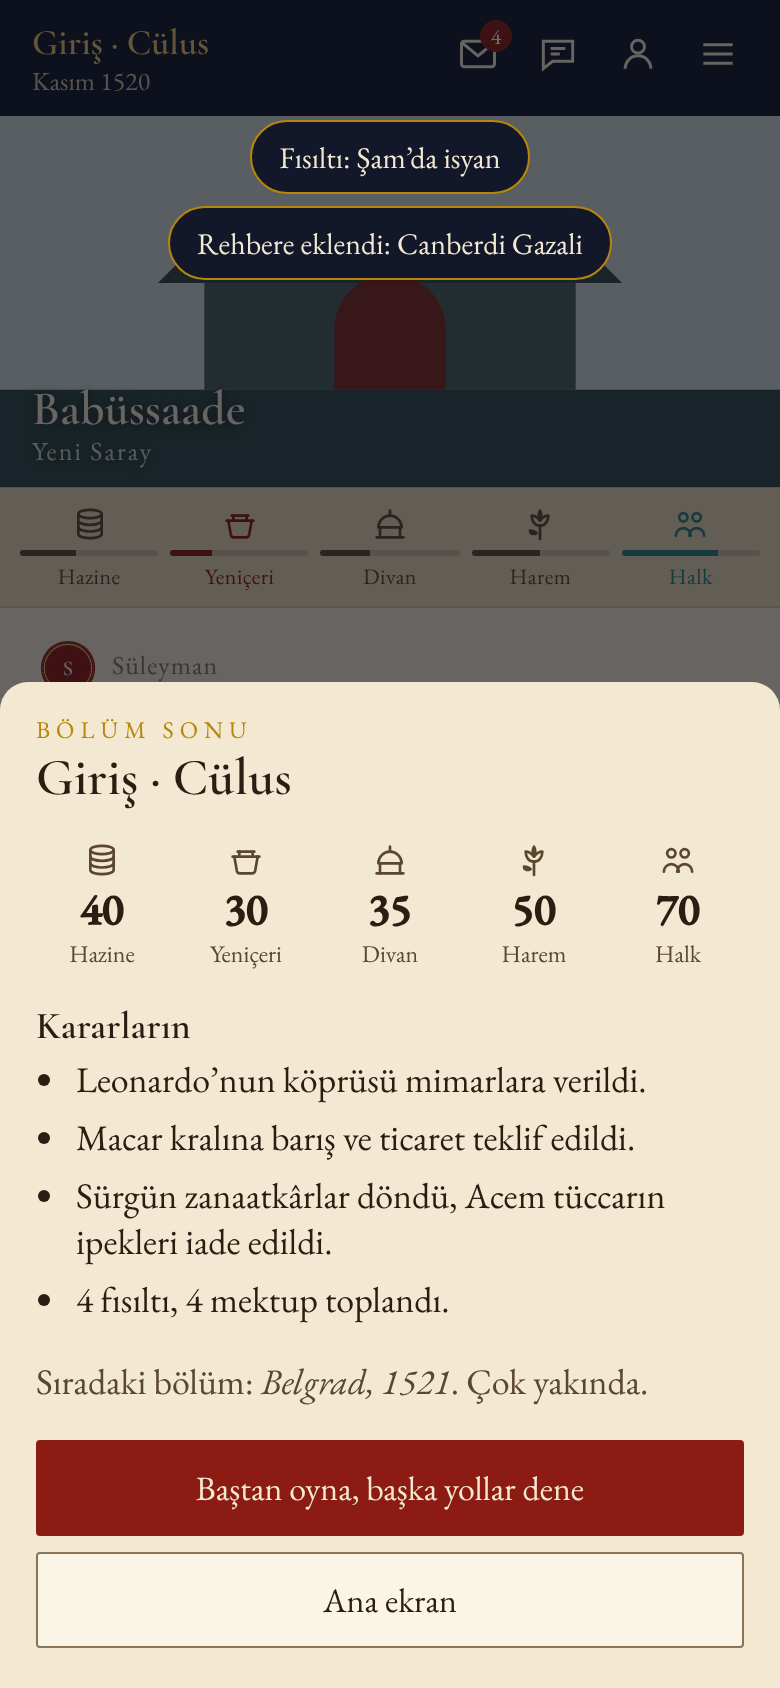 Giriş · Cülus
Kasım 1520
4
Fısıltı: Şam’da isyan
Rehbere eklendi: Canberdi Gazali
Babüssaade
Yeni Saray
Hazine
Yeniçeri
Divan
Harem
Halk
S
Süleyman
BÖLÜM SONU
Giriş · Cülus
40
30
35
50
70
Hazine
Yeniçeri
Divan
Harem
Halk
Kararların
• Leonardo’nun köprüsü mimarlara verildi.
• Macar kralına barış ve ticaret teklif edildi.
• Sürgün zanaatkârlar döndü, Acem tüccarın
ipekleri iade edildi.
• 4 fısıltı, 4 mektup toplandı.
Sıradaki bölüm: Belgrad, 1521. Çok yakında.
Baştan oyna, başka yollar dene
Ana ekran